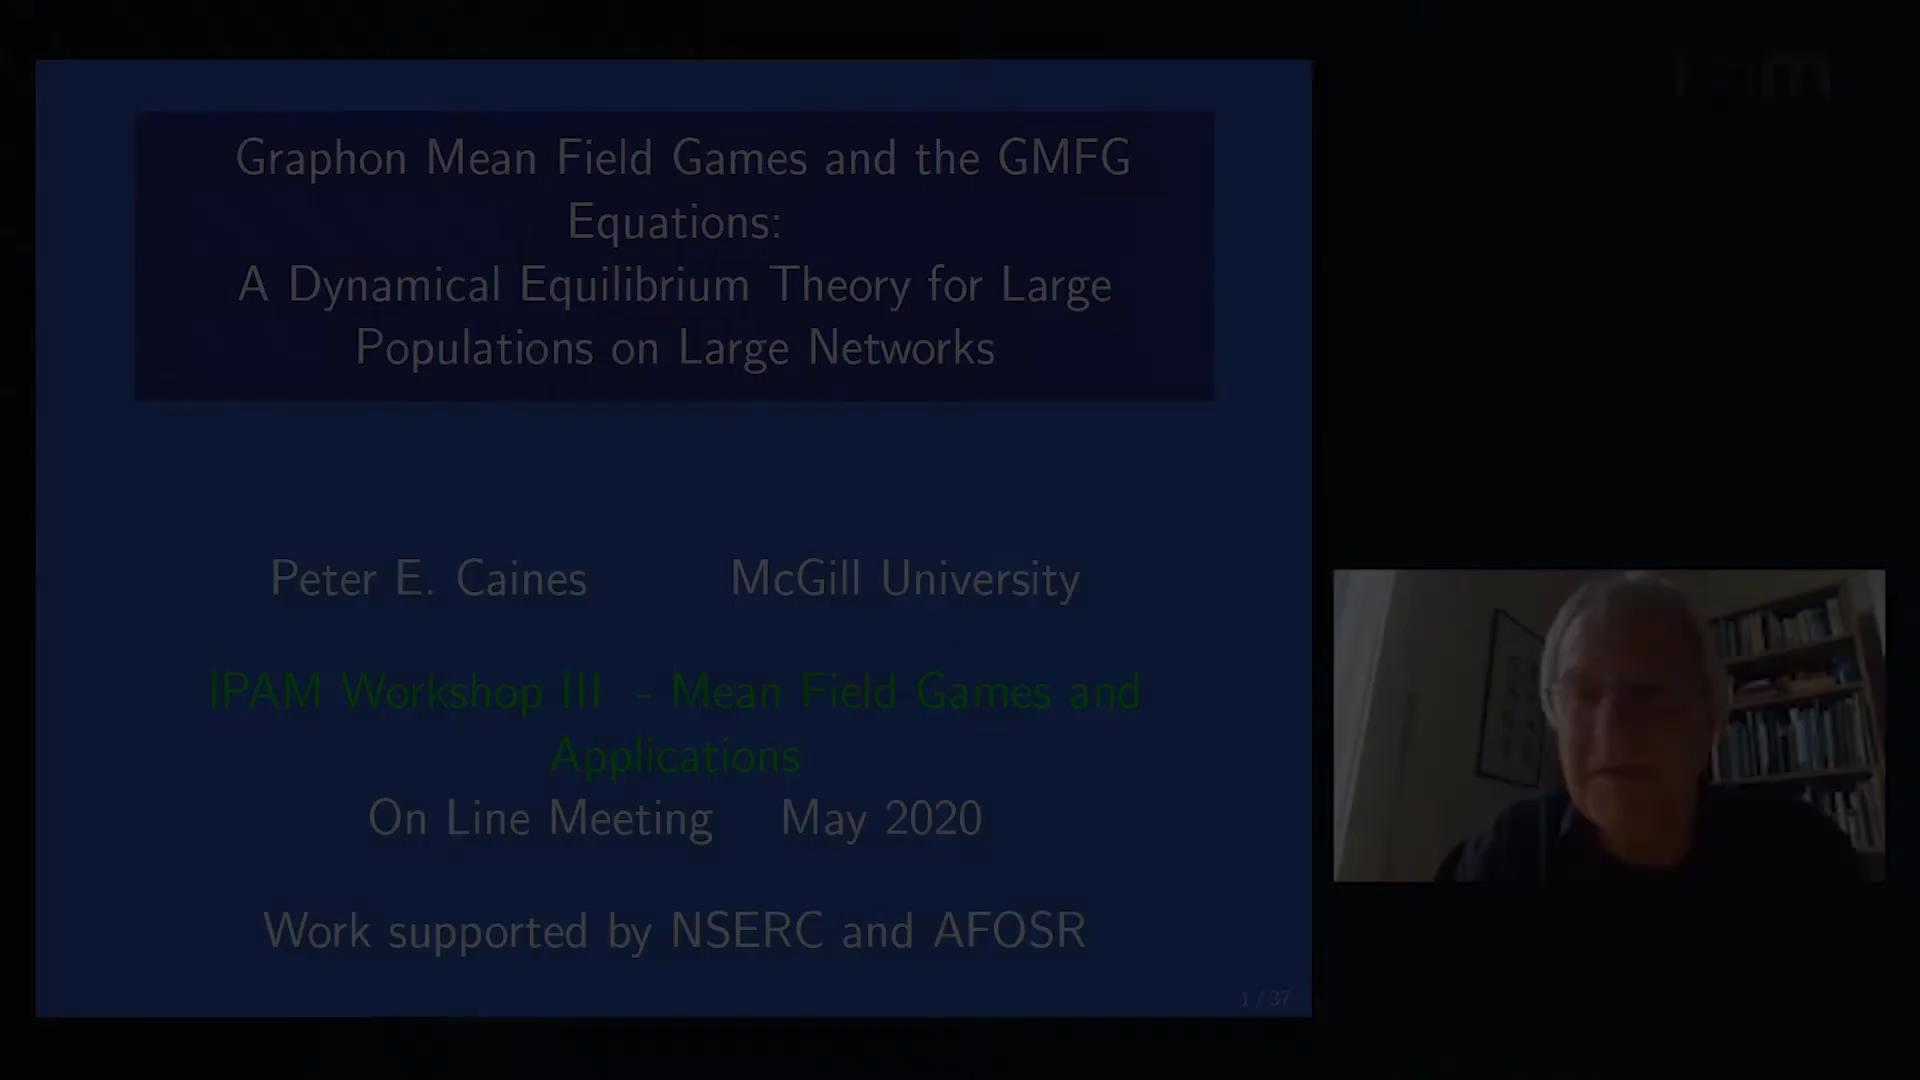 Graphon Mean Field Games and the GMFG
Equations:
A Dynamical Equilibrium Theory for Large
Populations on Large Networks
Peter E. Caines McGill University
IPAM Workshop III - Mean Field Games and
Applications
On Line Meeting May 2020
Work supported by NSERC and AFOSR
1 / 37